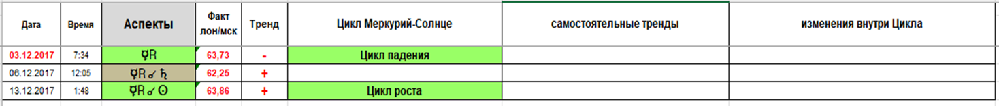 Дата Время Аспекты Факт лон/мск Тренд Цикл Меркурий-Солнце самостоятельные тренды изменения внутри Цикла
03.12.2017 7:34 ☿R 63,73 - Цикл падения
06.12.2017 12:05 ☿R☌♄ 62,25 +
13.12.2017 1:48 ☿R☌☉ 63,86 + Цикл роста